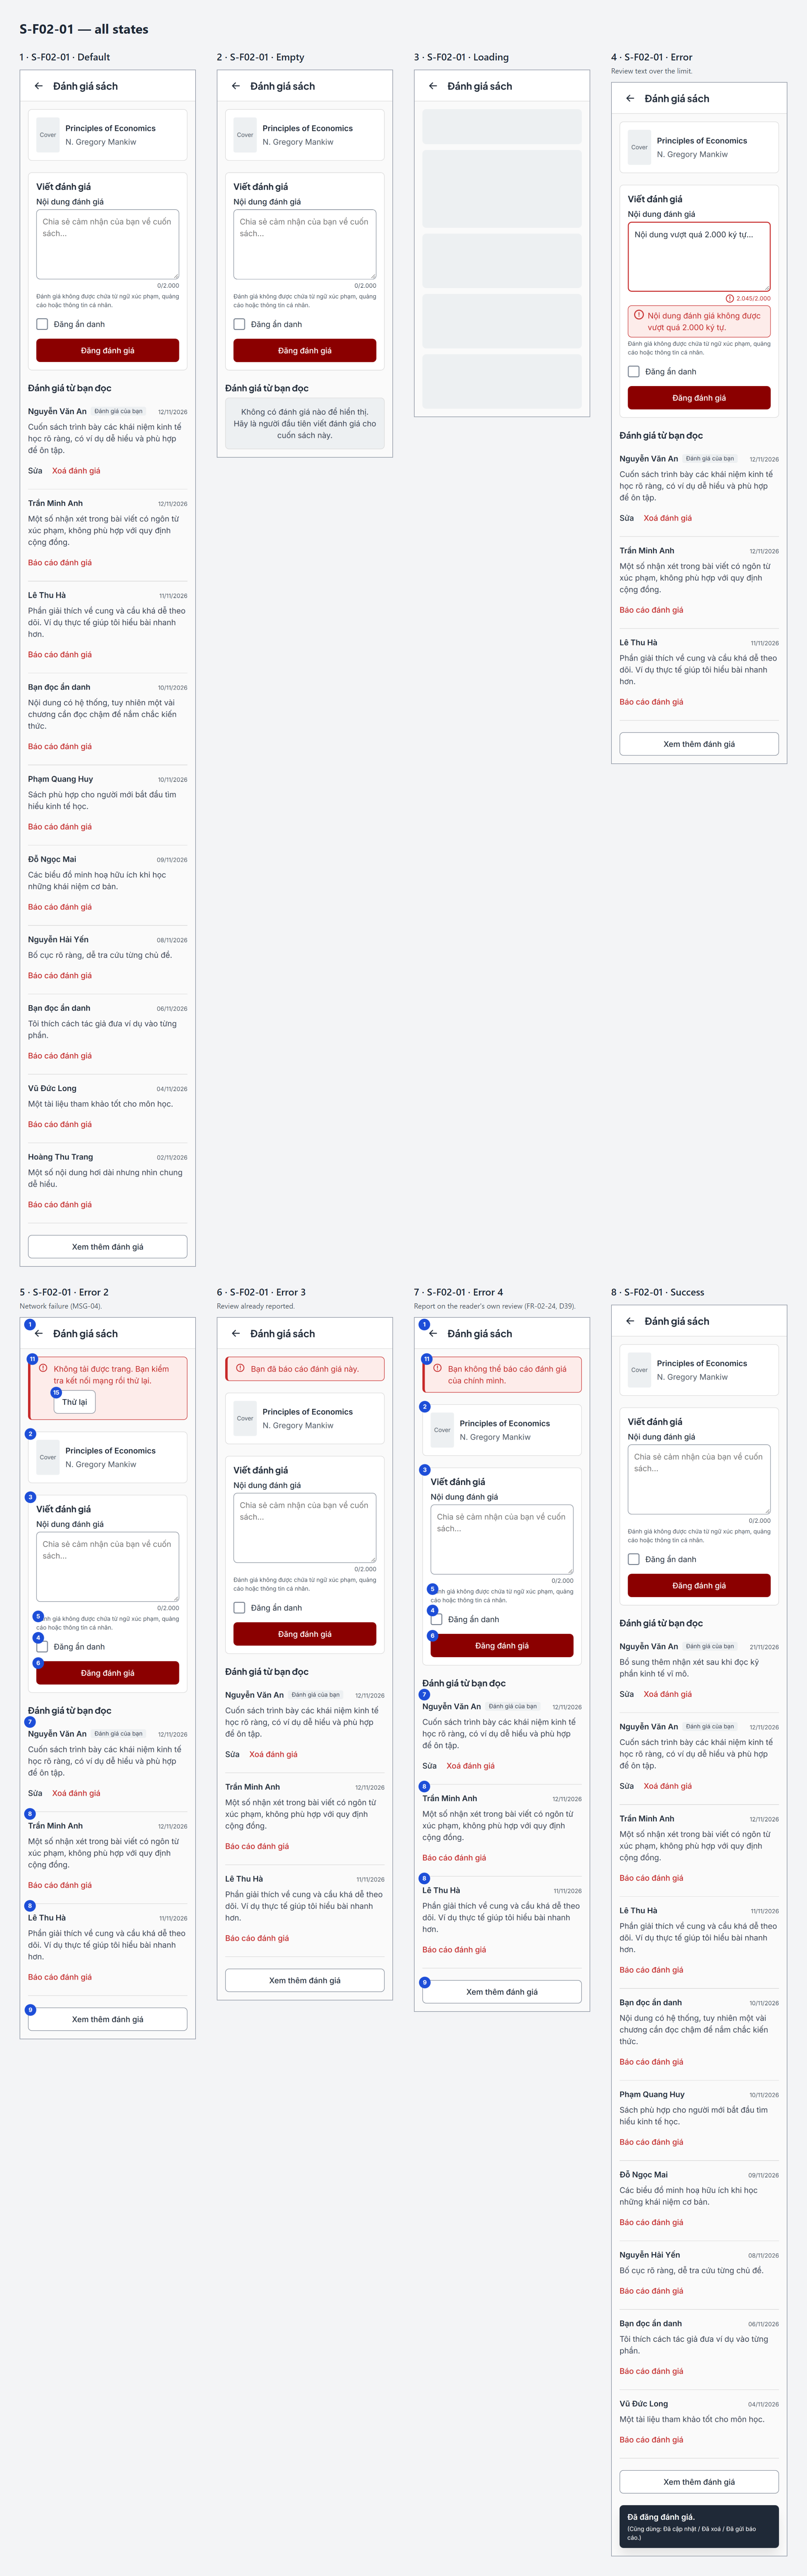 S-F02-01 — all states
1 · S-F02-01 · Default
Đánh giá sách
Cover
Principles of Economics
N. Gregory Mankiw
Viết đánh giá
Nội dung đánh giá
Chia sẻ cảm nhận của bạn về cuốn
sách...
0/2.000
Đánh giá không được chứa từ ngữ xúc phạm, quảng
cáo hoặc thông tin cá nhân.
Đăng ẩn danh
Đăng đánh giá
Đánh giá từ bạn đọc
Nguyễn Văn An
Đánh giá của bạn
12/11/2026
Cuốn sách trình bày các khái niệm kinh tế
học rõ ràng, có ví dụ dễ hiểu và phù hợp
để ôn tập.
Sửa
Xoá đánh giá
Trần Minh Anh
12/11/2026
Một số nhận xét trong bài viết có ngôn từ
xúc phạm, không phù hợp với quy định
cộng đồng.
Báo cáo đánh giá
Lê Thu Hà
11/11/2026
Phần giải thích về cung và cầu khá dễ theo
dõi. Ví dụ thực tế giúp tôi hiểu bài nhanh
hơn.
Báo cáo đánh giá
Bạn đọc ẩn danh
10/11/2026
Nội dung có hệ thống, tuy nhiên một vài
chương cần đọc chậm để nắm chắc kiến
thức.
Báo cáo đánh giá
Phạm Quang Huy
10/11/2026
Sách phù hợp cho người mới bắt đầu tìm
hiểu kinh tế học.
Báo cáo đánh giá
Đỗ Ngọc Mai
09/11/2026
Các biểu đồ minh hoạ hữu ích khi học
những khái niệm cơ bản.
Báo cáo đánh giá
Nguyễn Hải Yến
08/11/2026
Bố cục rõ ràng, dễ tra cứu từng chủ đề.
Báo cáo đánh giá
Bạn đọc ẩn danh
06/11/2026
Tôi thích cách tác giả đưa ví dụ vào từng
phần.
Báo cáo đánh giá
Vũ Đức Long
04/11/2026
Một tài liệu tham khảo tốt cho môn học.
Báo cáo đánh giá
Hoàng Thu Trang
02/11/2026
Một số nội dung hơi dài nhưng nhìn chung
dễ hiểu.
Báo cáo đánh giá
Xem thêm đánh giá
2 · S-F02-01 · Empty
Đánh giá sách
Cover
Principles of Economics
N. Gregory Mankiw
Viết đánh giá
Nội dung đánh giá
Chia sẻ cảm nhận của bạn về cuốn
sách...
0/2.000
Đánh giá không được chứa từ ngữ xúc phạm, quảng
cáo hoặc thông tin cá nhân.
Đăng ẩn danh
Đăng đánh giá
Đánh giá từ bạn đọc
Không có đánh giá nào để hiển thị.
Hãy là người đầu tiên viết đánh giá cho
cuốn sách này.
3 · S-F02-01 · Loading
Đánh giá sách
4 · S-F02-01 · Error
Review text over the limit.
Đánh giá sách
Cover
Principles of Economics
N. Gregory Mankiw
Viết đánh giá
Nội dung đánh giá
Nội dung vượt quá 2.000 ký tự...
2.045/2.000
Nội dung đánh giá không được
vượt quá 2.000 ký tự.
Đánh giá không được chứa từ ngữ xúc phạm, quảng
cáo hoặc thông tin cá nhân.
Đăng ẩn danh
Đăng đánh giá
Đánh giá từ bạn đọc
Nguyễn Văn An
Đánh giá của bạn
12/11/2026
Cuốn sách trình bày các khái niệm kinh tế
học rõ ràng, có ví dụ dễ hiểu và phù hợp
để ôn tập.
Sửa
Xoá đánh giá
Trần Minh Anh
12/11/2026
Một số nhận xét trong bài viết có ngôn từ
xúc phạm, không phù hợp với quy định
cộng đồng.
Báo cáo đánh giá
Lê Thu Hà
11/11/2026
Phần giải thích về cung và cầu khá dễ theo
dõi. Ví dụ thực tế giúp tôi hiểu bài nhanh
hơn.
Báo cáo đánh giá
Xem thêm đánh giá
5 · S-F02-01 · Error 2
Network failure (MSG-04).
1
Đánh giá sách
11
Không tải được trang. Bạn kiểm
tra kết nối mạng rồi thử lại.
15
Thử lại
2
Cover
Principles of Economics
N. Gregory Mankiw
3
Viết đánh giá
Nội dung đánh giá
Chia sẻ cảm nhận của bạn về cuốn
sách...
0/2.000
5
nh giá không được chứa từ ngữ xúc phạm, quảng
cáo hoặc thông tin cá nhân.
4
Đăng ẩn danh
6
Đăng đánh giá
Đánh giá từ bạn đọc
7
Nguyễn Văn An
Đánh giá của bạn
12/11/2026
Cuốn sách trình bày các khái niệm kinh tế
học rõ ràng, có ví dụ dễ hiểu và phù hợp
để ôn tập.
Sửa
Xoá đánh giá
8
Trần Minh Anh
12/11/2026
Một số nhận xét trong bài viết có ngôn từ
xúc phạm, không phù hợp với quy định
cộng đồng.
Báo cáo đánh giá
8
Lê Thu Hà
11/11/2026
Phần giải thích về cung và cầu khá dễ theo
dõi. Ví dụ thực tế giúp tôi hiểu bài nhanh
hơn.
Báo cáo đánh giá
9
Xem thêm đánh giá
6 · S-F02-01 · Error 3
Review already reported.
Đánh giá sách
Bạn đã báo cáo đánh giá này.
Cover
Principles of Economics
N. Gregory Mankiw
Viết đánh giá
Nội dung đánh giá
Chia sẻ cảm nhận của bạn về cuốn
sách...
0/2.000
Đánh giá không được chứa từ ngữ xúc phạm, quảng
cáo hoặc thông tin cá nhân.
Đăng ẩn danh
Đăng đánh giá
Đánh giá từ bạn đọc
Nguyễn Văn An
Đánh giá của bạn
12/11/2026
Cuốn sách trình bày các khái niệm kinh tế
học rõ ràng, có ví dụ dễ hiểu và phù hợp
để ôn tập.
Sửa
Xoá đánh giá
Trần Minh Anh
12/11/2026
Một số nhận xét trong bài viết có ngôn từ
xúc phạm, không phù hợp với quy định
cộng đồng.
Báo cáo đánh giá
Lê Thu Hà
11/11/2026
Phần giải thích về cung và cầu khá dễ theo
dõi. Ví dụ thực tế giúp tôi hiểu bài nhanh
hơn.
Báo cáo đánh giá
Xem thêm đánh giá
7 · S-F02-01 · Error 4
Report on the reader's own review (FR-02-24, D39).
1
Đánh giá sách
11
Bạn không thể báo cáo đánh giá
của chính mình.
2
Cover
Principles of Economics
N. Gregory Mankiw
3
Viết đánh giá
Nội dung đánh giá
Chia sẻ cảm nhận của bạn về cuốn
sách...
0/2.000
5
nh giá không được chứa từ ngữ xúc phạm, quảng
cáo hoặc thông tin cá nhân.
4
Đăng ẩn danh
6
Đăng đánh giá
Đánh giá từ bạn đọc
7
Nguyễn Văn An
Đánh giá của bạn
12/11/2026
Cuốn sách trình bày các khái niệm kinh tế
học rõ ràng, có ví dụ dễ hiểu và phù hợp
để ôn tập.
Sửa
Xoá đánh giá
8
Trần Minh Anh
12/11/2026
Một số nhận xét trong bài viết có ngôn từ
xúc phạm, không phù hợp với quy định
cộng đồng.
Báo cáo đánh giá
8
Lê Thu Hà
11/11/2026
Phần giải thích về cung và cầu khá dễ theo
dõi. Ví dụ thực tế giúp tôi hiểu bài nhanh
hơn.
Báo cáo đánh giá
9
Xem thêm đánh giá
8 · S-F02-01 · Success
Đánh giá sách
Cover
Principles of Economics
N. Gregory Mankiw
Viết đánh giá
Nội dung đánh giá
Chia sẻ cảm nhận của bạn về cuốn
sách...
0/2.000
Đánh giá không được chứa từ ngữ xúc phạm, quảng
cáo hoặc thông tin cá nhân.
Đăng ẩn danh
Đăng đánh giá
Đánh giá từ bạn đọc
Nguyễn Văn An
Đánh giá của bạn
21/11/2026
Bổ sung thêm nhận xét sau khi đọc kỹ
phần kinh tế vĩ mô.
Sửa
Xoá đánh giá
Nguyễn Văn An
Đánh giá của bạn
12/11/2026
Cuốn sách trình bày các khái niệm kinh tế
học rõ ràng, có ví dụ dễ hiểu và phù hợp
để ôn tập.
Sửa
Xoá đánh giá
Trần Minh Anh
12/11/2026
Một số nhận xét trong bài viết có ngôn từ
xúc phạm, không phù hợp với quy định
cộng đồng.
Báo cáo đánh giá
Lê Thu Hà
11/11/2026
Phần giải thích về cung và cầu khá dễ theo
dõi. Ví dụ thực tế giúp tôi hiểu bài nhanh
hơn.
Báo cáo đánh giá
Bạn đọc ẩn danh
10/11/2026
Nội dung có hệ thống, tuy nhiên một vài
chương cần đọc chậm để nắm chắc kiến
thức.
Báo cáo đánh giá
Phạm Quang Huy
10/11/2026
Sách phù hợp cho người mới bắt đầu tìm
hiểu kinh tế học.
Báo cáo đánh giá
Đỗ Ngọc Mai
09/11/2026
Các biểu đồ minh hoạ hữu ích khi học
những khái niệm cơ bản.
Báo cáo đánh giá
Nguyễn Hải Yến
08/11/2026
Bố cục rõ ràng, dễ tra cứu từng chủ đề.
Báo cáo đánh giá
Bạn đọc ẩn danh
06/11/2026
Tôi thích cách tác giả đưa ví dụ vào từng
phần.
Báo cáo đánh giá
Vũ Đức Long
04/11/2026
Một tài liệu tham khảo tốt cho môn học.
Báo cáo đánh giá
Xem thêm đánh giá
Đã đăng đánh giá.
(Cũng dùng: Đã cập nhật / Đã xoá / Đã gửi báo
cáo.)